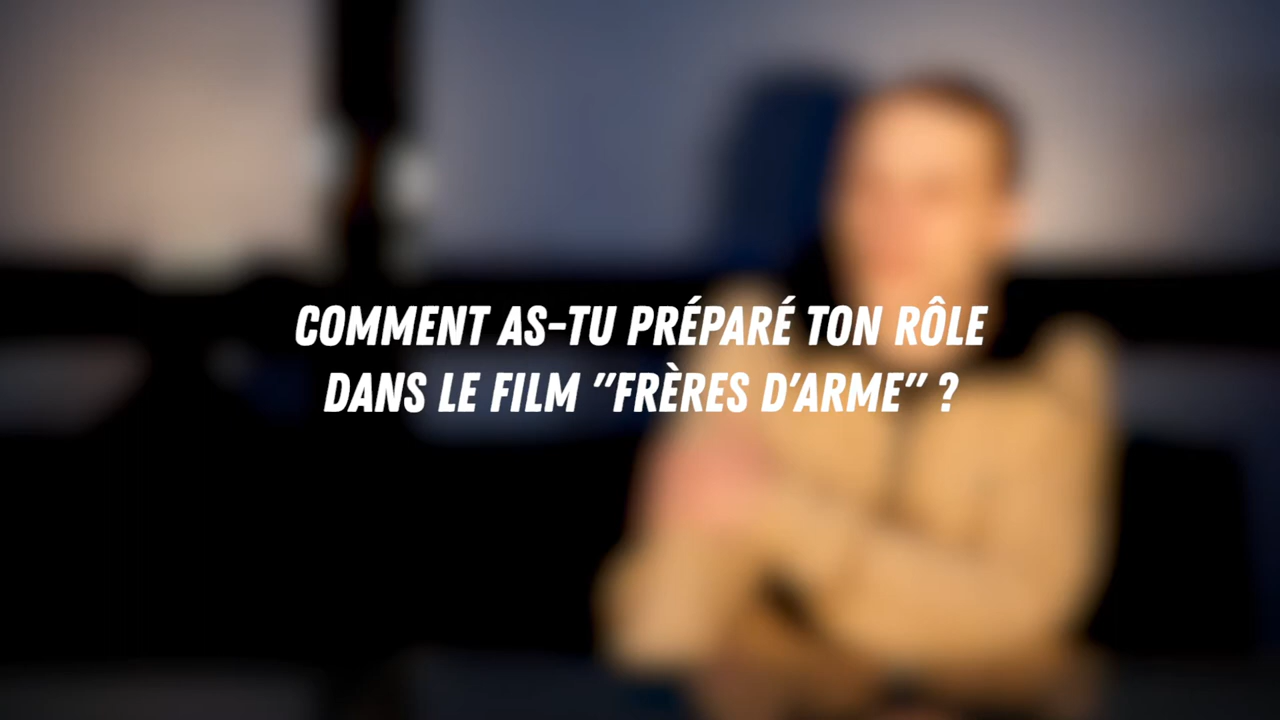 COMMENT AS-TU PRÉPARÉ TON RÔLE
DANS LE FILM "FRÈRES D'ARME" ?